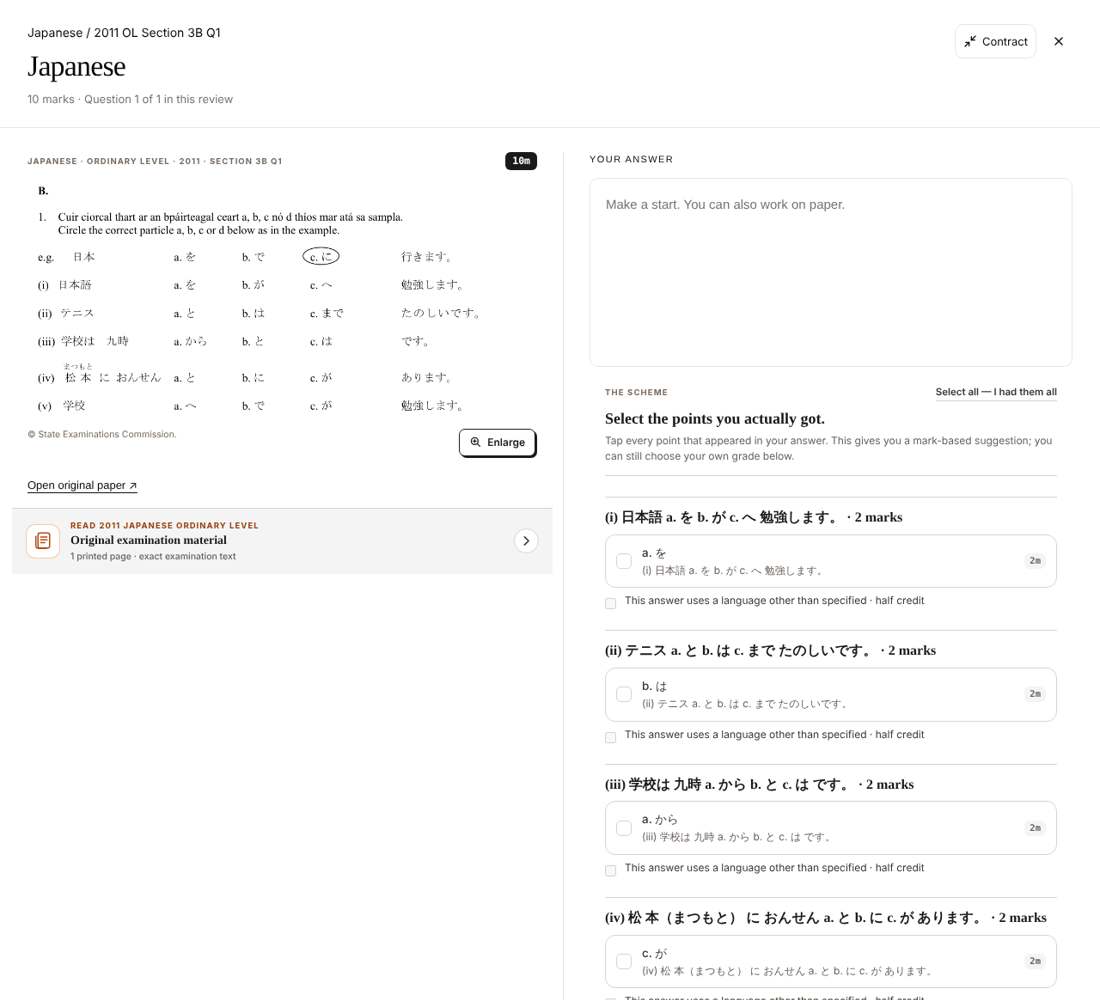 Japanese / 2011 OL Section 3B Q1
Japanese
10 marks · Question 1 of 1 in this review
Contract
JAPANESE · ORDINARY LEVEL · 2011 · SECTION 3B Q1
10m
B.
1. Cuir ciorcal thart ar an bpáirteagal ceart a, b, c nó d thíos mar atá sa sampla.
Circle the correct particle a, b, c or d below as in the example.
e.g. 日本 a. を b. で c. に 行きます。
(i) 日本語 a. を b. が c. へ 勉強します。
(ii) テニス a. と b. は c. まで たのしいです。
(iii) 学校は 九時 a. から b. と c. は です。
まつもと
(iv) 松 本 に おんせん a. と b. に c. が あります。
(v) 学校 a. へ b. で c. が 勉強します。
© State Examinations Commission.
Enlarge
Open original paper ↗
READ 2011 JAPANESE ORDINARY LEVEL
Original examination material
1 printed page · exact examination text
YOUR ANSWER
Make a start. You can also work on paper.
THE SCHEME
Select all — I had them all
Select the points you actually got.
Tap every point that appeared in your answer. This gives you a mark-based suggestion; you
can still choose your own grade below.
(i) 日本語 a. を b. が c. へ 勉強します。 · 2 marks
a. を
2m
(i) 日本語 a. を b. が c. へ 勉強します。
This answer uses a language other than specified · half credit
(ii) テニス a. と b. は c. まで たのしいです。 · 2 marks
b. は
2m
(ii) テニス a. と b. は c. まで たのしいです。
This answer uses a language other than specified · half credit
(iii) 学校は 九時 a. から b. と c. は です。 · 2 marks
a. から
2m
(iii) 学校は 九時 a. から b. と c. は です。
This answer uses a language other than specified · half credit
(iv) 松 本（まつもと） に おんせん a. と b. に c. が あります。 · 2 marks
c. が
2m
(iv) 松 本（まつもと） に おんせん a. と b. に c. が あります。
This answer uses a language other than specified · half credit